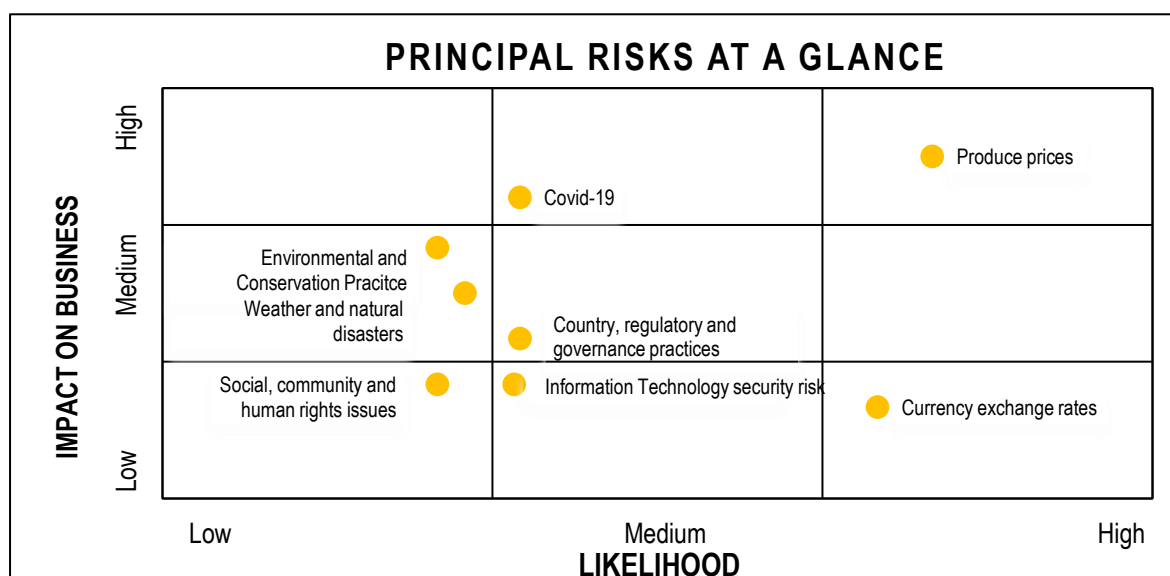 PRINCIPAL RISKS AT A GLANCE
High
Produce prices
Covid-19
IMPACT ON BUSINESS
Medium
Environmental and
Conservation Pracitce
Weather and natural
disasters
Country, regulatory and
governance practices
Social, community and
human rights issues
Information Technology security risk
Currency exchange rates
Low
Low
Medium
High
LIKELIHOOD